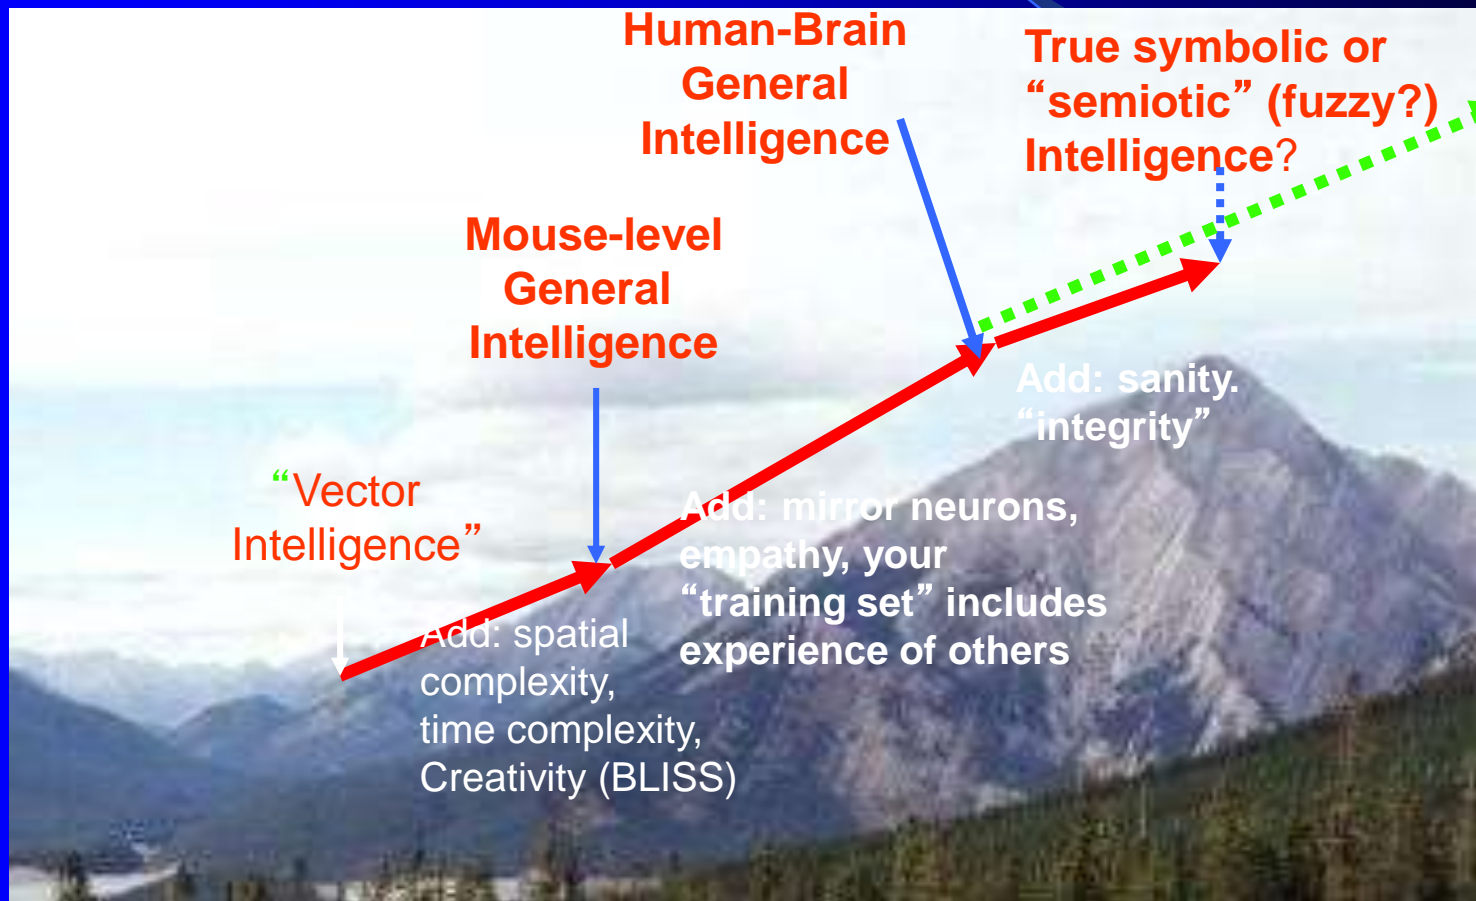 Human-Brain
General
Intelligence
True symbolic or
“semiotic” (fuzzy?)
Intelligence?
Mouse-level
General
Intelligence
Add: sanity.
“integrity”
“Vector
Intelligence”
Add: mirror neurons,
empathy, your
“training set” includes
experience of others
Add: spatial
complexity,
time complexity,
Creativity (BLISS)